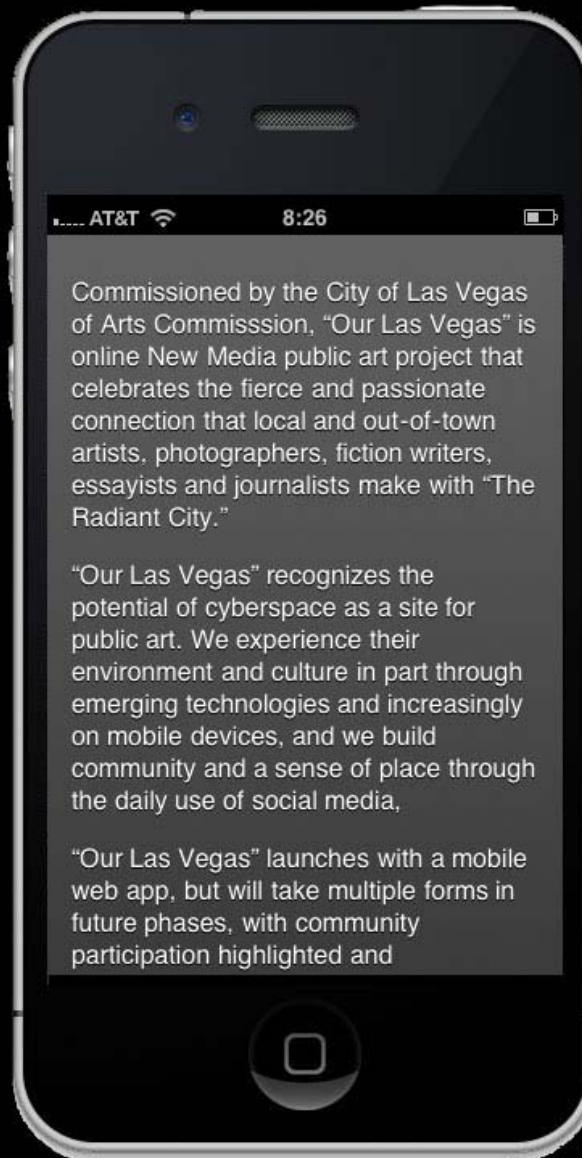 AT&T 8:26
Commissioned by the City of Las Vegas
of Arts Commisssion, “Our Las Vegas” is
online New Media public art project that
celebrates the fierce and passionate
connection that local and out-of-town
artists, photographers, fiction writers,
essayists and journalists make with “The
Radiant City.”
“Our Las Vegas” recognizes the
potential of cyberspace as a site for
public art. We experience their
environment and culture in part through
emerging technologies and increasingly
on mobile devices, and we build
community and a sense of place through
the daily use of social media,
“Our Las Vegas” launches with a mobile
web app, but will take multiple forms in
future phases, with community
participation highlighted and